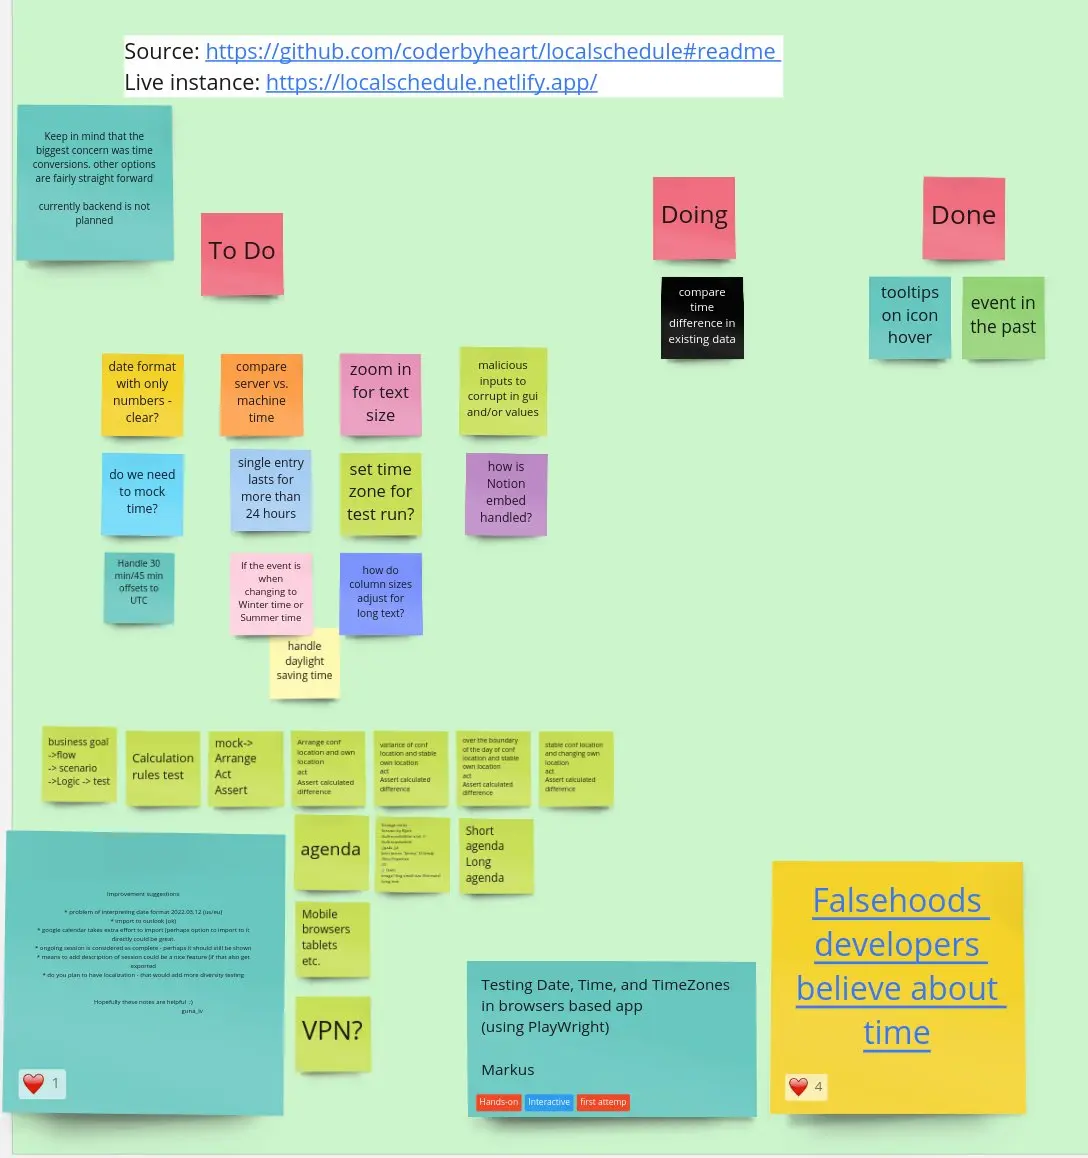 Source: https://github.com/coderbyheart/localschedule#readme
Live instance: https://localschedule.netlify.app/
Keep in mind that the
biggest concern was time
conversions. other options
are fairly straight forward
currently backend is not
planned
To Do
Doing
Done
compare
time
difference in
existing data
tooltips
on icon
hover
event in
the past
date format
with only
numbers -
clear?
compare
server vs.
machine
time
zoom in
for text
size
malicious
inputs to
corrupt in gui
and/or values
do we need
to mock
time?
single entry
lasts for
more than
24 hours
set time
zone for
test run?
how is
Notion
embed
handled?
Handle 30
min/45 min
offsets to
UTC
If the event is
when
changing to
Winter time or
Summer time
how do
column sizes
adjust for
long text?
handle
daylight
saving time
business goal
->flow
-> scenario
->Logic -> test
Calculation
rules test
mock->
Arrange
Act
Assert
Arrange conf
location and own
location
act
Assert calculated
difference
variance of conf
location and stable
own location
act
Assert calculated
difference
over the boundary
of the day of conf
location and stable
own location
act
Assert calculated
difference
stable conf location
and changing own
location
act
Assert calculated
difference
agenda
Short
agenda
Long
agenda
Mobile
browsers
tablets
etc.
VPN?
Improvement suggestions
* problem of interpreting date format 2022.03.12 (us/eu)
* import to outlook (ok)
* google calendar takes extra effort to import (perhaps option to import to it
directly could be great
* ongoing session is considered as complete - perhaps it should still be shown
* means to add description of session could be a nice feature (if that also get
exported
* do you plan to have localization - that would add more diversity testing
Hopefully these notes are helpful :)
guna_lv
1
Testing Date, Time, and TimeZones
in browsers based app
(using PlayWright)
Markus
Hands-on Interactive first attemp
Falsehoods
developers
believe about
time
4